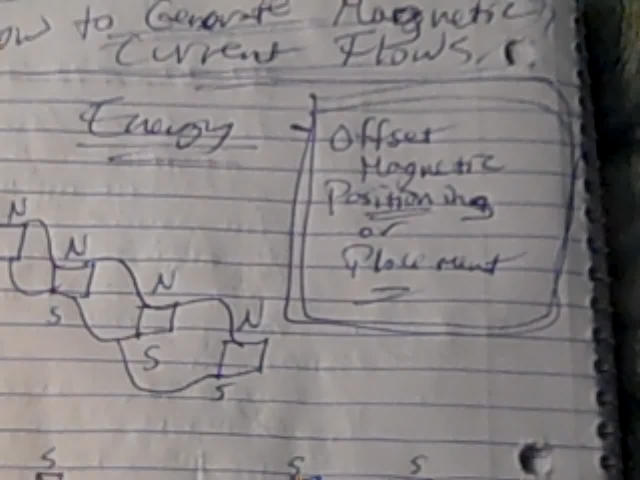 ow to Generate Magnetic
Current Flows.
Energy
Offset
Magnetic
Positioning
or
Placement
N
N
N
N
S
S
S
S
S
S